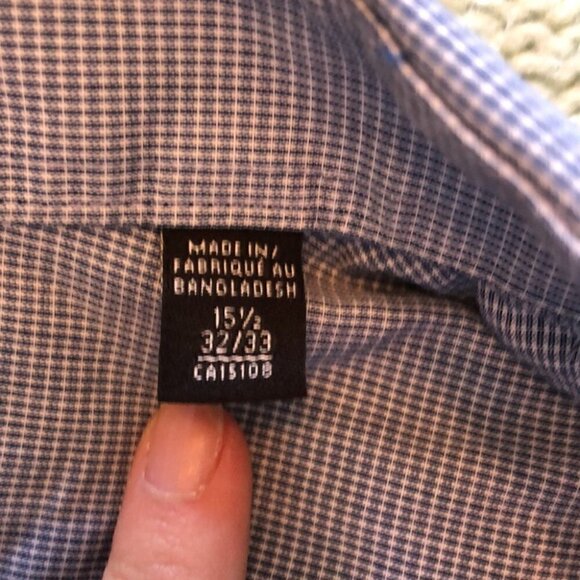 MADE IN/
FABRIQUÉ AU
BANGLADESH
15½
32/33
CA15108